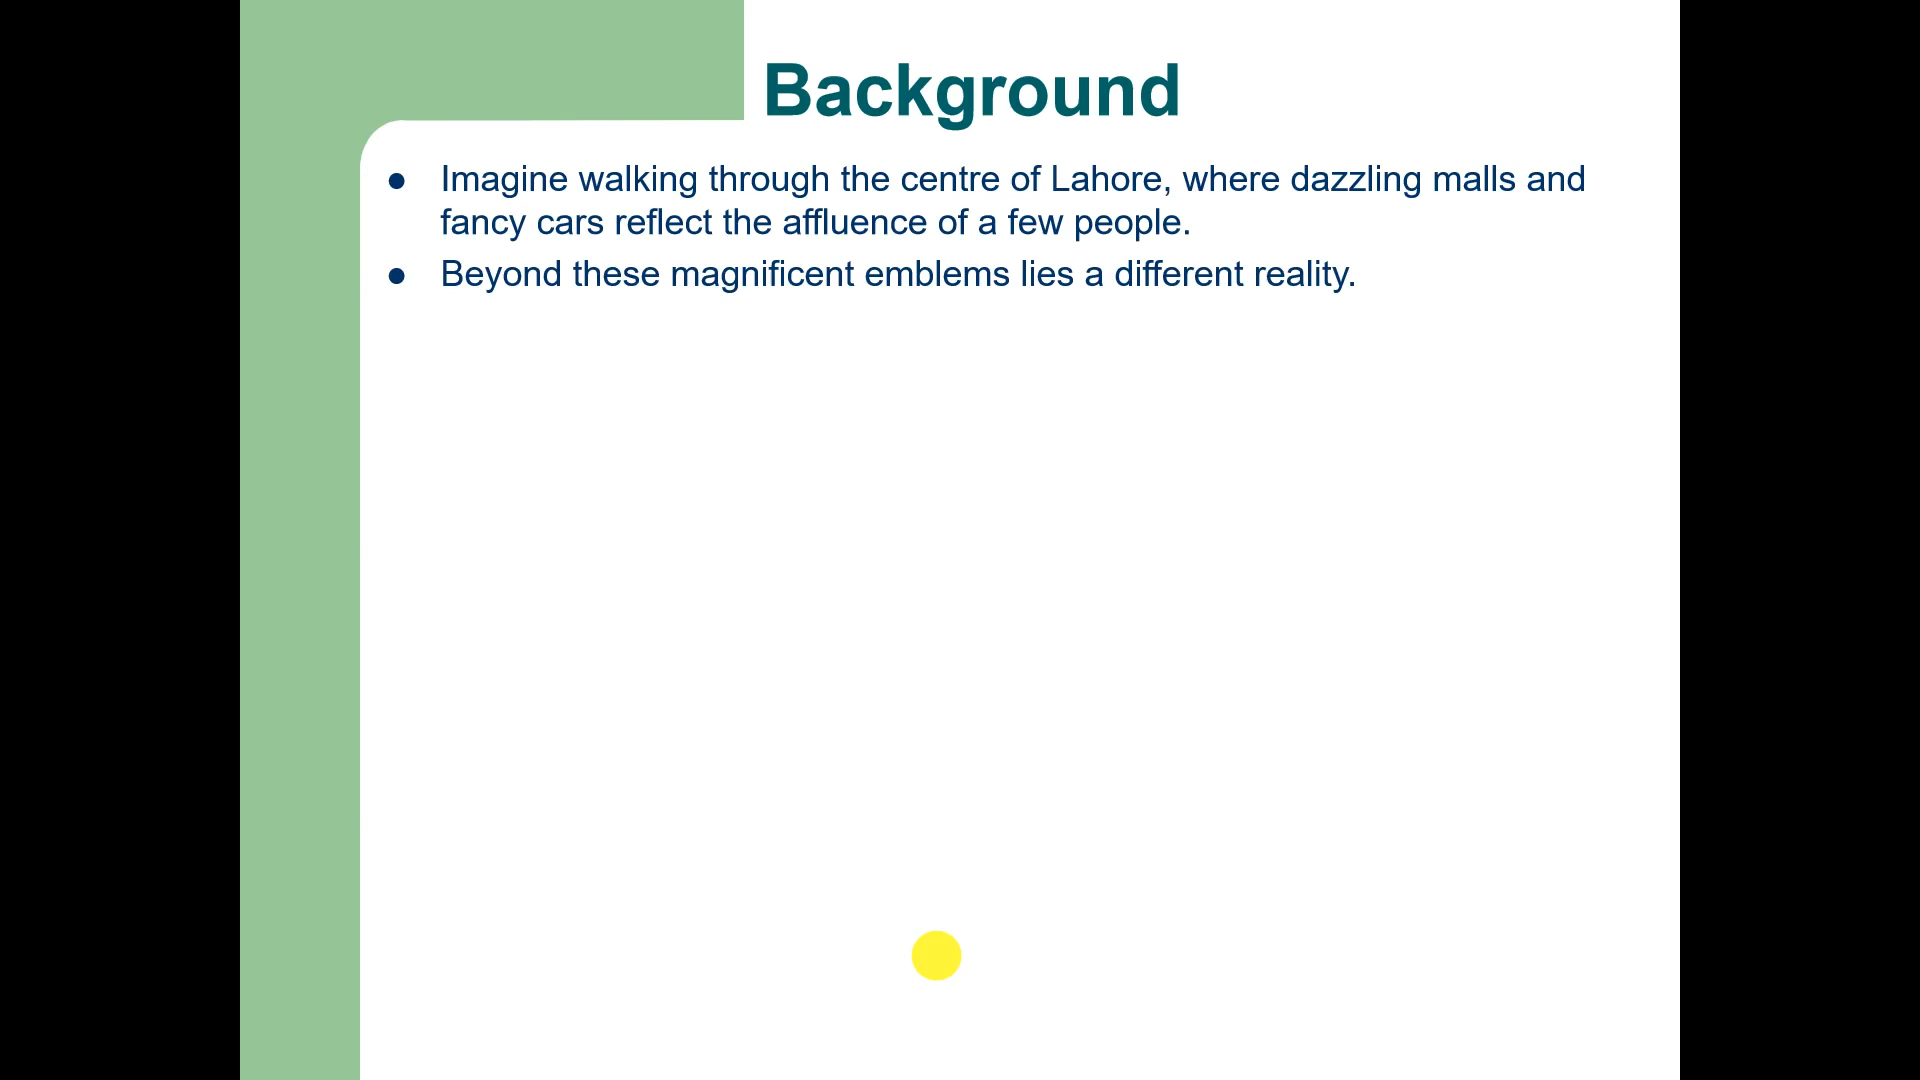 Background
● Imagine walking through the centre of Lahore, where dazzling malls and
fancy cars reflect the affluence of a few people.
● Beyond these magnificent emblems lies a different reality.